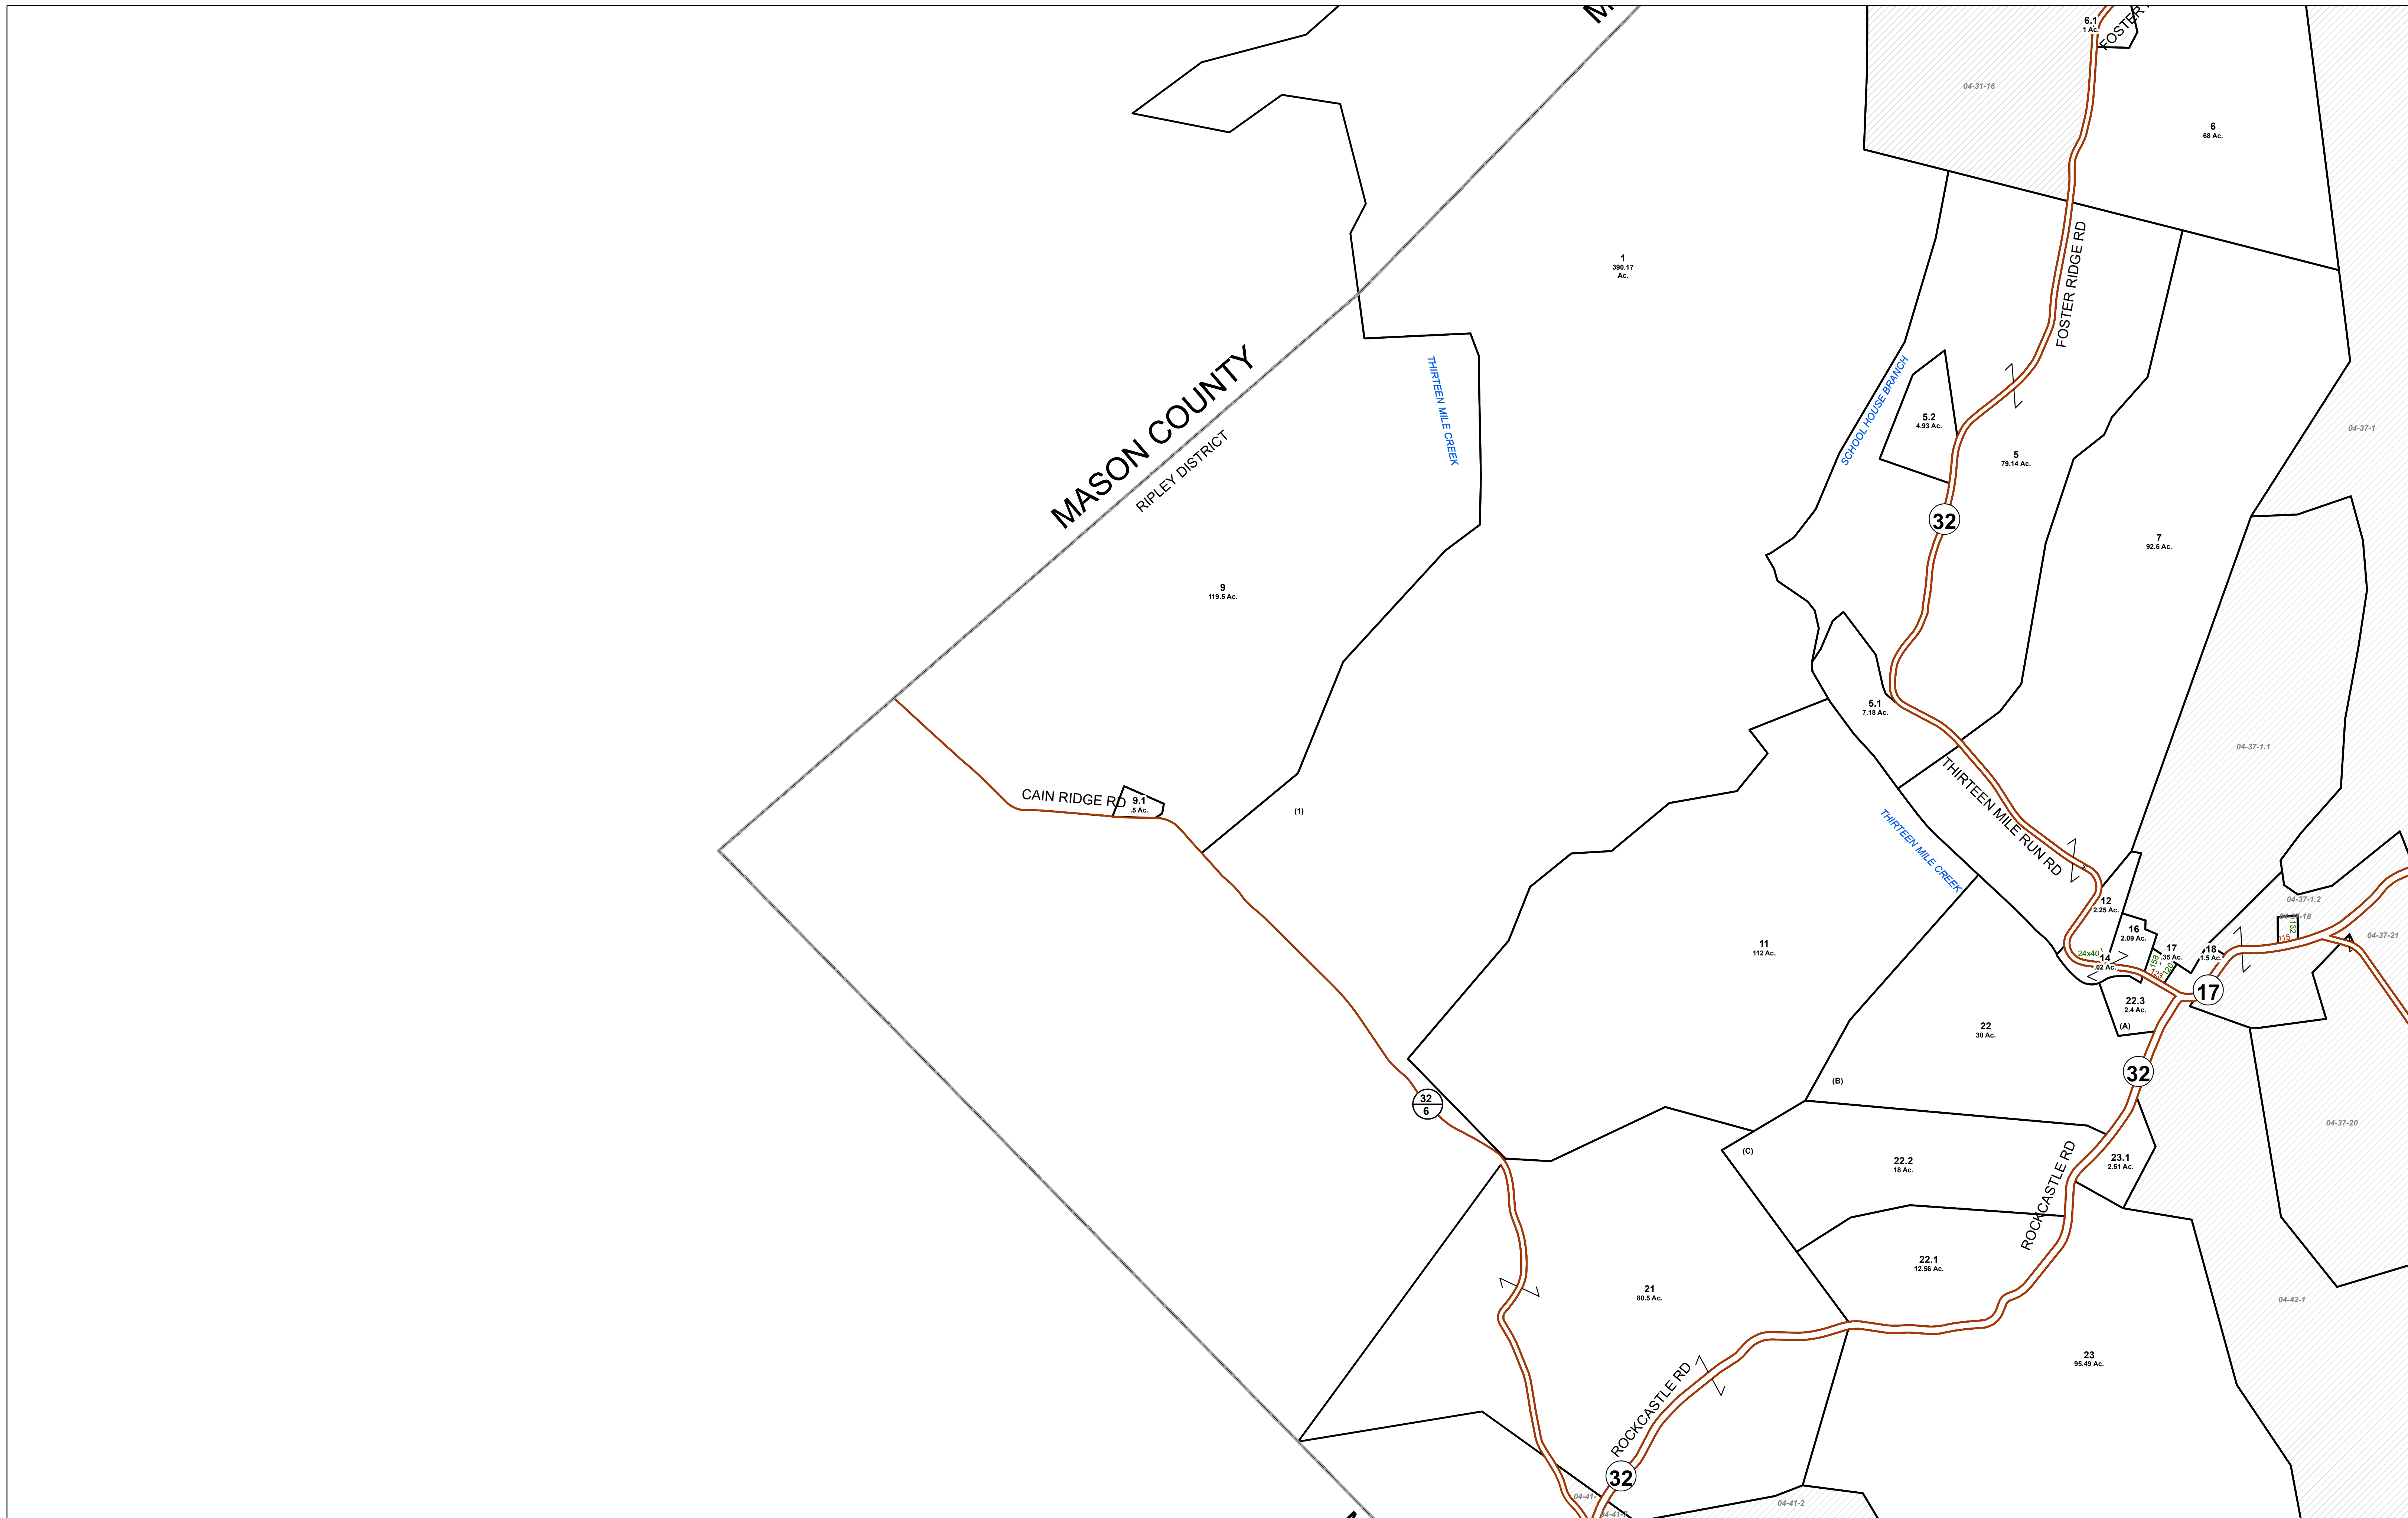 6.1
1 Ac.
04-31-16
6
68 Ac.
1
390.17
Ac.
FOSTER RIDGE RD
THIRTEEN MILE CREEK
SCHOOL HOUSE BRANCH
MASON COUNTY
RIPLEY DISTRICT
5.2
4.93 Ac.
5
79.14 Ac.
04-37-1
32
7
92.5 Ac.
9
119.5 Ac.
5.1
7.18 Ac.
04-37-1.1
CAIN RIDGE RD
9.1
.5 Ac.
(1)
THIRTEEN MILE RUN RD
THIRTEEN MILE CREEK
12
2.25 Ac.
04-37-1.2
132
115
04-37-21
16
2.09 Ac.
11
112 Ac.
24x40
14
.02 Ac.
17
.35 Ac.
158
123
120
18
1.5 Ac.
17
22.3
2.4 Ac.
(A)
22
30 Ac.
32
(B)
32
6
04-37-20
(C)
22.2
18 Ac.
23.1
2.51 Ac.
ROCKCASTLE RD
22.1
12.56 Ac.
21
80.5 Ac.
04-42-1
23
95.49 Ac.
ROCKCASTLE RD
32
04-41-2